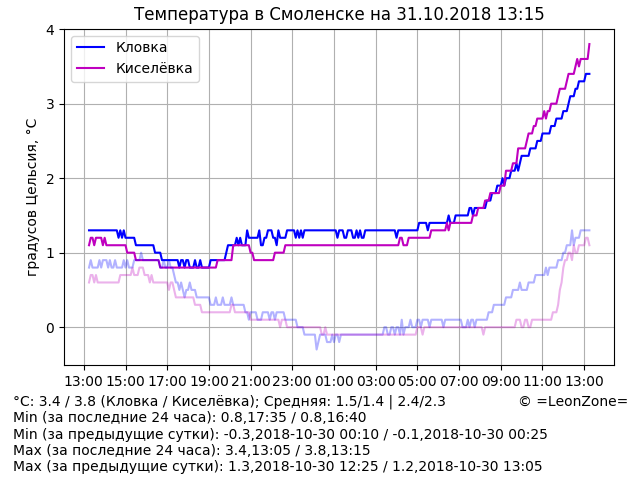 Температура в Смоленске на 31.10.2018 13:15
Кловка
Киселёвка
градусов Цельсия, °C
4
3
2
1
0
13:00 15:00 17:00 19:00 21:00 23:00 01:00 03:00 05:00 07:00 09:00 11:00 13:00
°C: 3.4 / 3.8 (Кловка / Киселёвка); Средняя: 1.5/1.4 | 2.4/2.3 © =LeonZone=
Min (за последние 24 часа): 0.8,17:35 / 0.8,16:40
Min (за предыдущие сутки): -0.3,2018-10-30 00:10 / -0.1,2018-10-30 00:25
Max (за последние 24 часа): 3.4,13:05 / 3.8,13:15
Max (за предыдущие сутки): 1.3,2018-10-30 12:25 / 1.2,2018-10-30 13:05